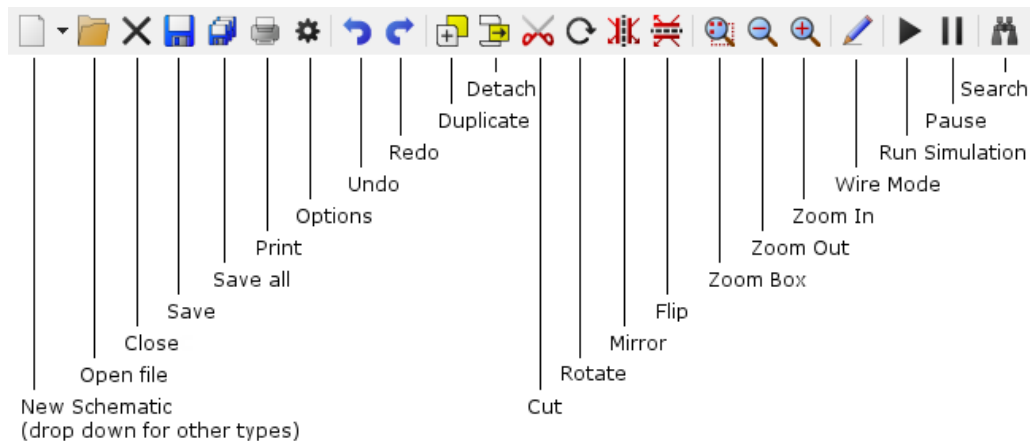 Detach
Search
Duplicate
Pause
Redo
Run Simulation
Undo
Wire Mode
Options
Zoom In
Print
Zoom Out
Save all
Zoom Box
Save
Flip
Close
Mirror
Open file
Rotate
New Schematic
Cut
(drop down for other types)